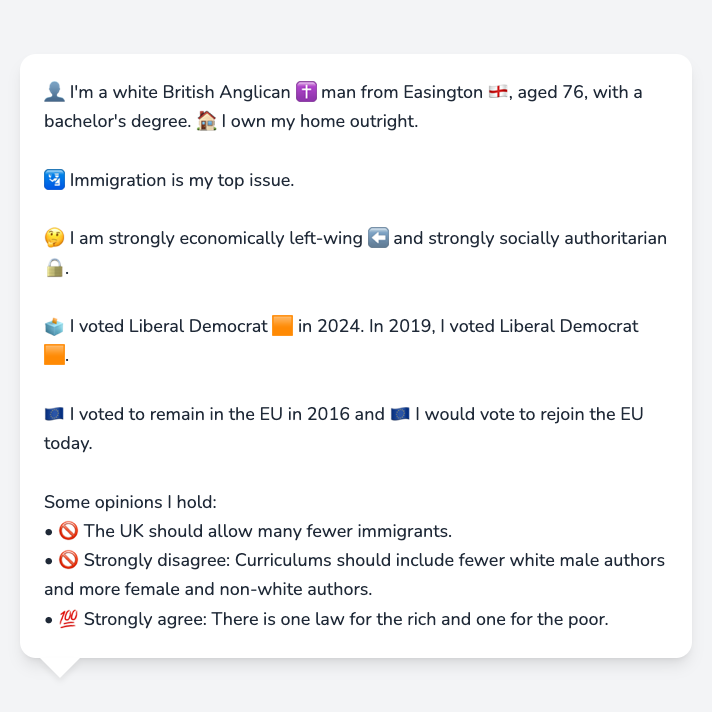 👤 I'm a white British Anglican ✝️ man from Easington 🏴󠁧󠁢󠁥󠁮󠁧󠁿, aged 76, with a
bachelor's degree. 🏠 I own my home outright.
🛂 Immigration is my top issue.
🤔 I am strongly economically left-wing ⬅️ and strongly socially authoritarian
🔒.
🗳️ I voted Liberal Democrat 🟧 in 2024. In 2019, I voted Liberal Democrat
🟧.
🇪🇺 I voted to remain in the EU in 2016 and 🇪🇺 I would vote to rejoin the EU
today.
Some opinions I hold:
• 🚫 The UK should allow many fewer immigrants.
• 🚫 Strongly disagree: Curriculums should include fewer white male authors
and more female and non-white authors.
• 💯 Strongly agree: There is one law for the rich and one for the poor.